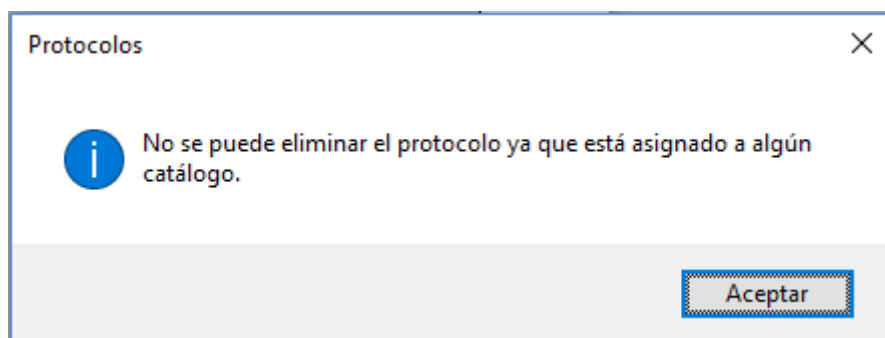 Protocolos
No se puede eliminar el protocolo ya que está asignado a algún
catálogo.
Aceptar